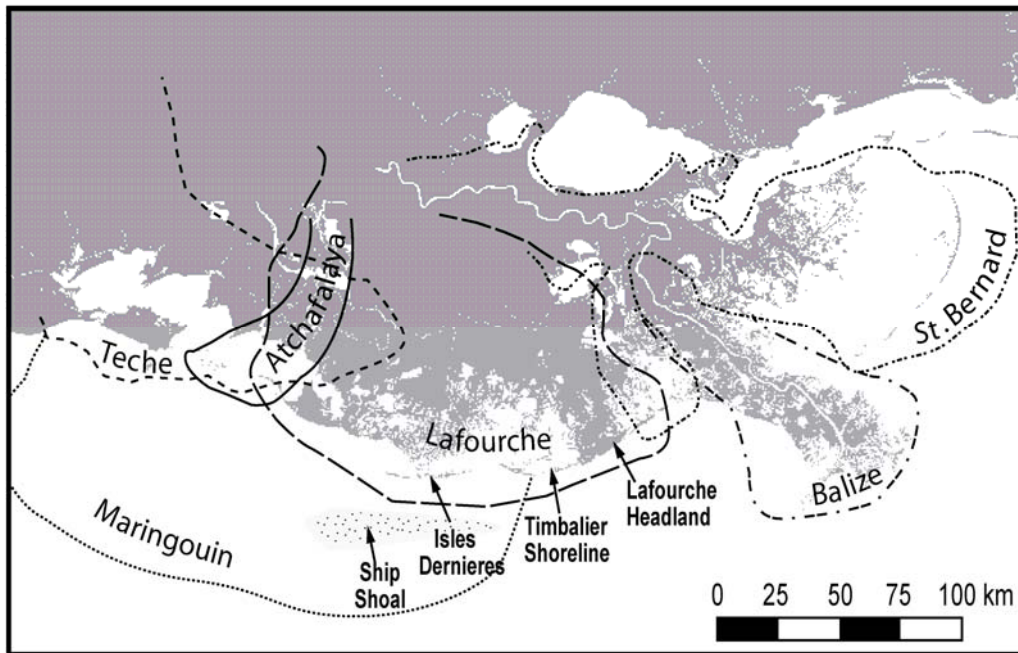 Atchafalaya
St. Bernard
Teche
Lafourche
Balize
Maringouin
Lafourche
Headland
Timbalier
Shoreline
Isles
Dernieres
Ship
Shoal
0 25 50 75 100 km